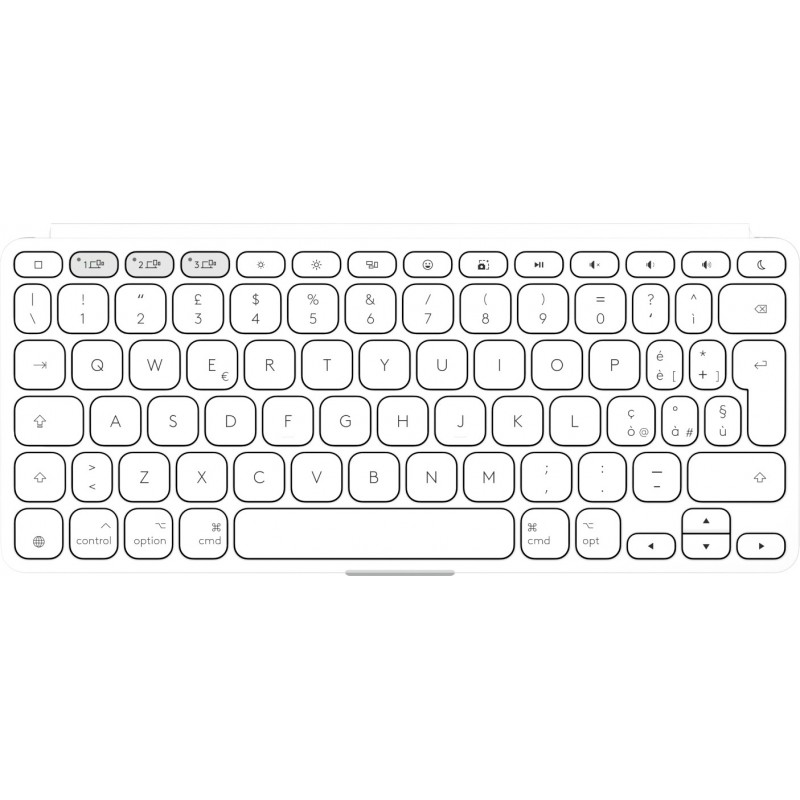 * 1 * 2 * 3
| ! “ £ $ % & / ( ) = ? ^
\ 1 2 3 4 5 6 7 8 9 0 ‘ ì
Q W E € R T Y U I O P é è [ * + ]
A S D F G H J K L ç ò @ ° à # § ù
> < Z X C V B N M ; , : . _ -
^ control ⌥ option ⌘ cmd ⌘ cmd ⌥ opt